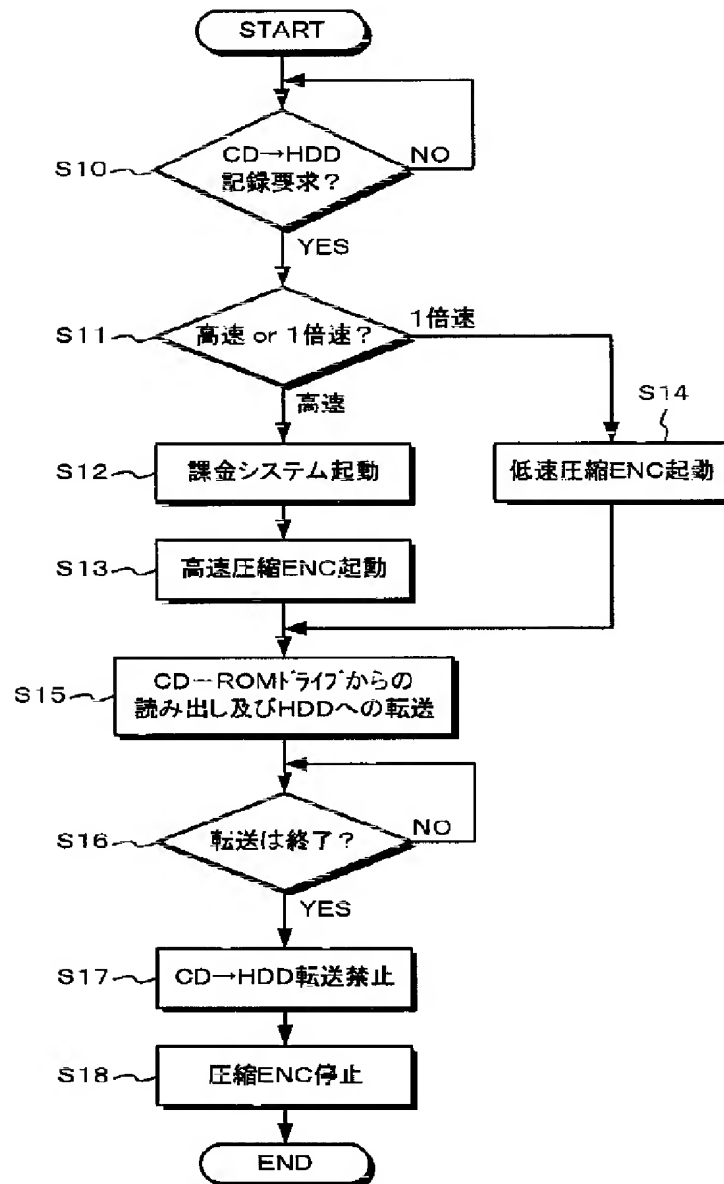 START
S10
CD→HDD
記録要求？
NO
YES
S11
高速 or 1倍速？
1倍速
高速
S12
課金システム起動
S14
低速圧縮ENC起動
S13
高速圧縮ENC起動
S15
CD－ROMﾄﾞﾗｲﾌﾞからの
読み出し及びHDDへの転送
S16
転送は終了？
NO
YES
S17
CD→HDD転送禁止
S18
圧縮ENC停止
END